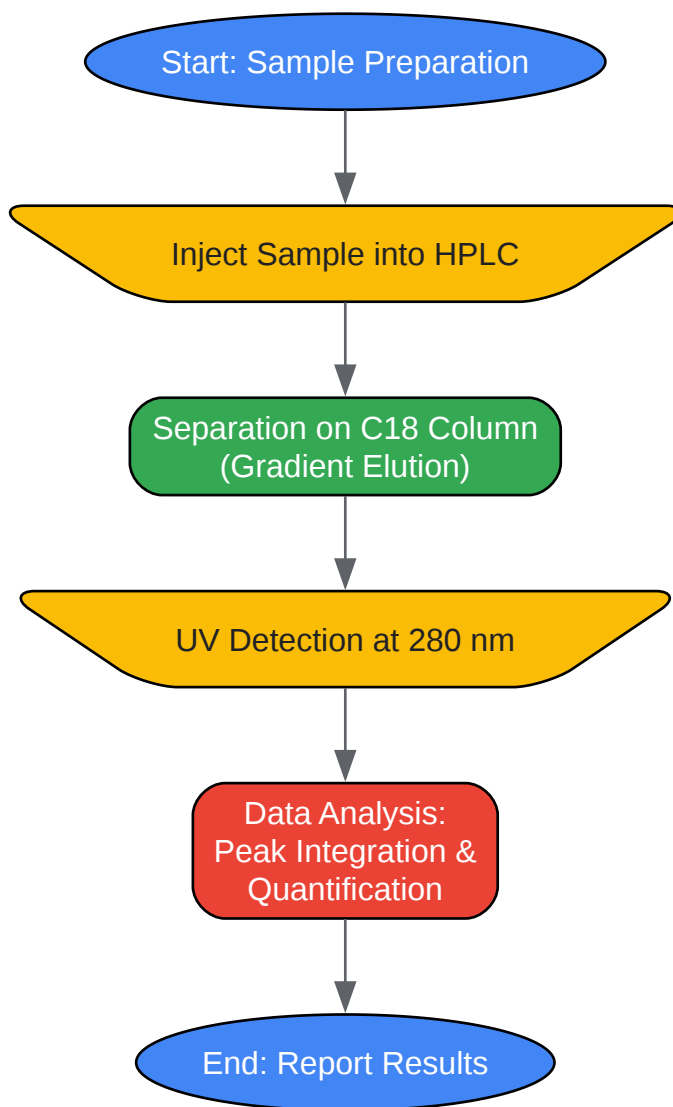 Start: Sample Preparation
Inject Sample into HPLC
Separation on C18 Column
(Gradient Elution)
UV Detection at 280 nm
Data Analysis:
Peak Integration &
Quantification
End: Report Results